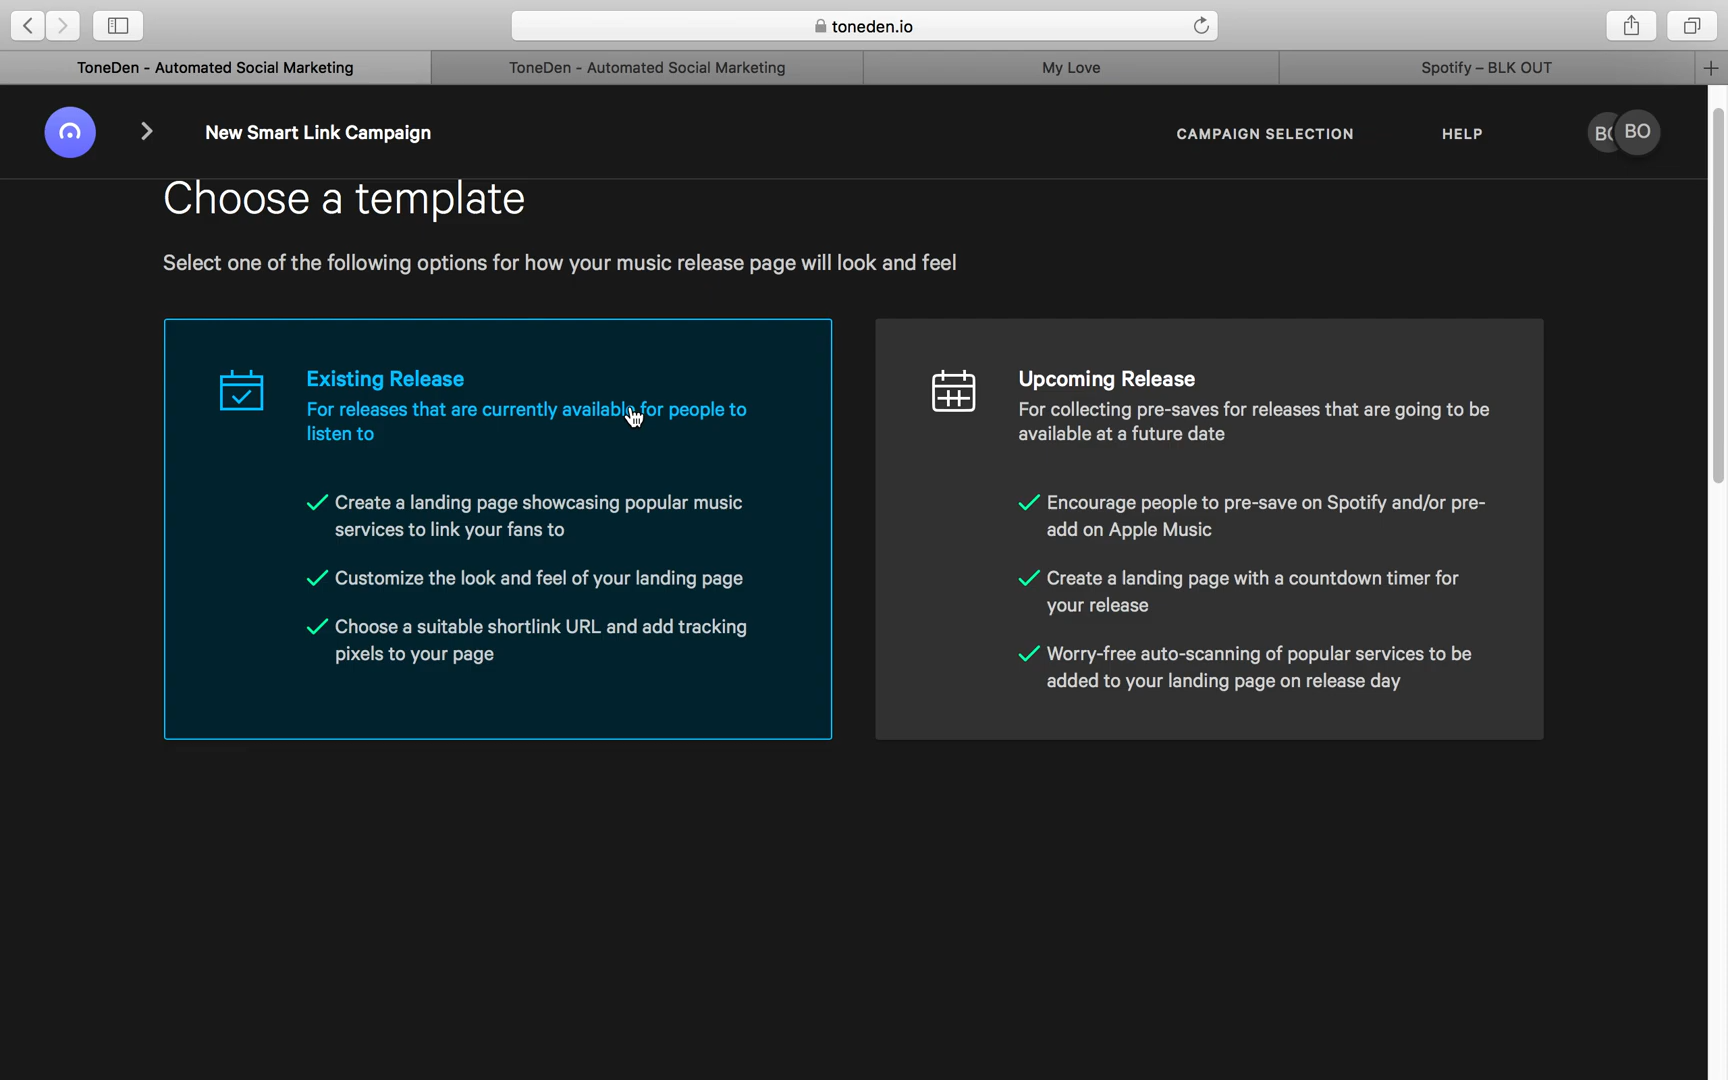 toneden.io
ToneDen - Automated Social Marketing
ToneDen - Automated Social Marketing
My Love
Spotify – BLK OUT
New Smart Link Campaign
CAMPAIGN SELECTION
HELP
BO
Choose a template
Select one of the following options for how your music release page will look and feel
Existing Release
For releases that are currently available for people to
listen to
Create a landing page showcasing popular music
services to link your fans to
Customize the look and feel of your landing page
Choose a suitable shortlink URL and add tracking
pixels to your page
Upcoming Release
For collecting pre-saves for releases that are going to be
available at a future date
Encourage people to pre-save on Spotify and/or pre-
add on Apple Music
Create a landing page with a countdown timer for
your release
Worry-free auto-scanning of popular services to be
added to your landing page on release day